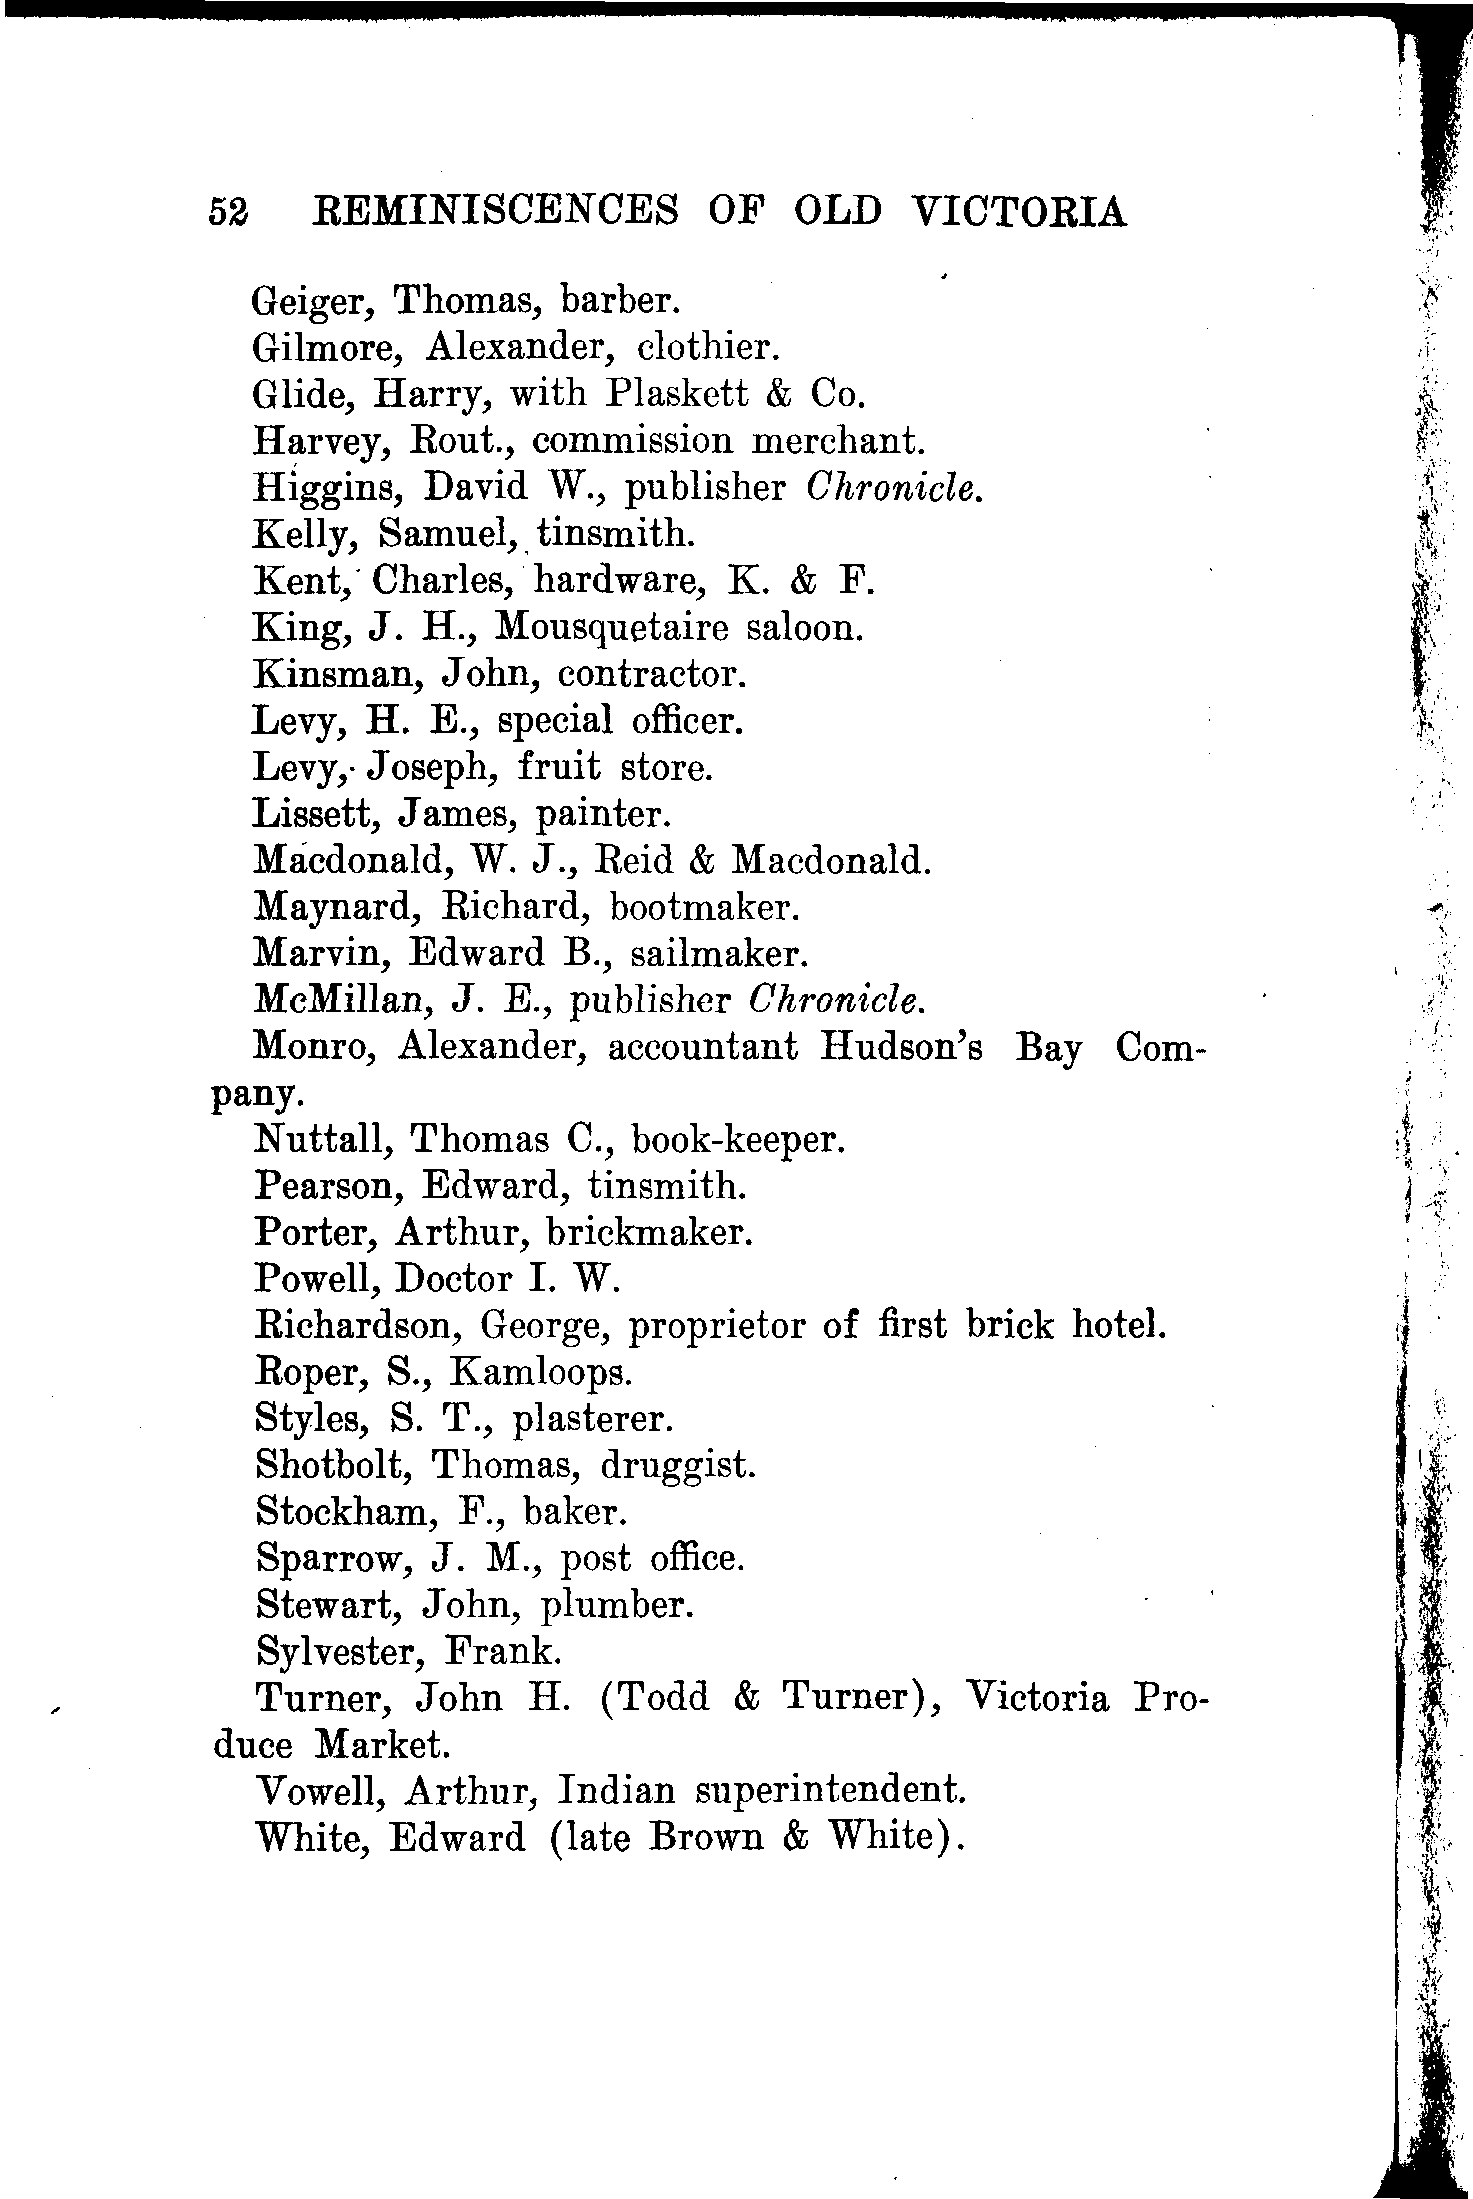 52 REMINISCENCES OF OLD VICTORIA
Geiger, Thomas, barber.
Gilmore, Alexander, clothier.
Glide, Harry, with Plaskett & Co.
Harvey, Rout., commission merchant.
Higgins, David W., publisher Chronicle.
Kelly, Samuel, tinsmith.
Kent, Charles, hardware, K. & F.
King, J. H., Mousquetaire saloon.
Kinsman, John, contractor.
Levy, H. E., special officer.
Levy, Joseph, fruit store.
Lissett, James, painter.
Macdonald, W. J., Reid & Macdonald.
Maynard, Richard, bootmaker.
Marvin, Edward B., sailmaker.
McMillan, J. E., publisher Chronicle.
Monro, Alexander, accountant Hudson's Bay Com-
pany.
Nuttall, Thomas C., book-keeper.
Pearson, Edward, tinsmith.
Porter, Arthur, brickmaker.
Powell, Doctor I. W.
Richardson, George, proprietor of first brick hotel.
Roper, S., Kamloops.
Styles, S. T., plasterer.
Shotbolt, Thomas, druggist.
Stockham, F., baker.
Sparrow, J. M., post office.
Stewart, John, plumber.
Sylvester, Frank.
Turner, John H. (Todd & Turner), Victoria Pro-
duce Market.
Vowell, Arthur, Indian superintendent.
White, Edward (late Brown & White).